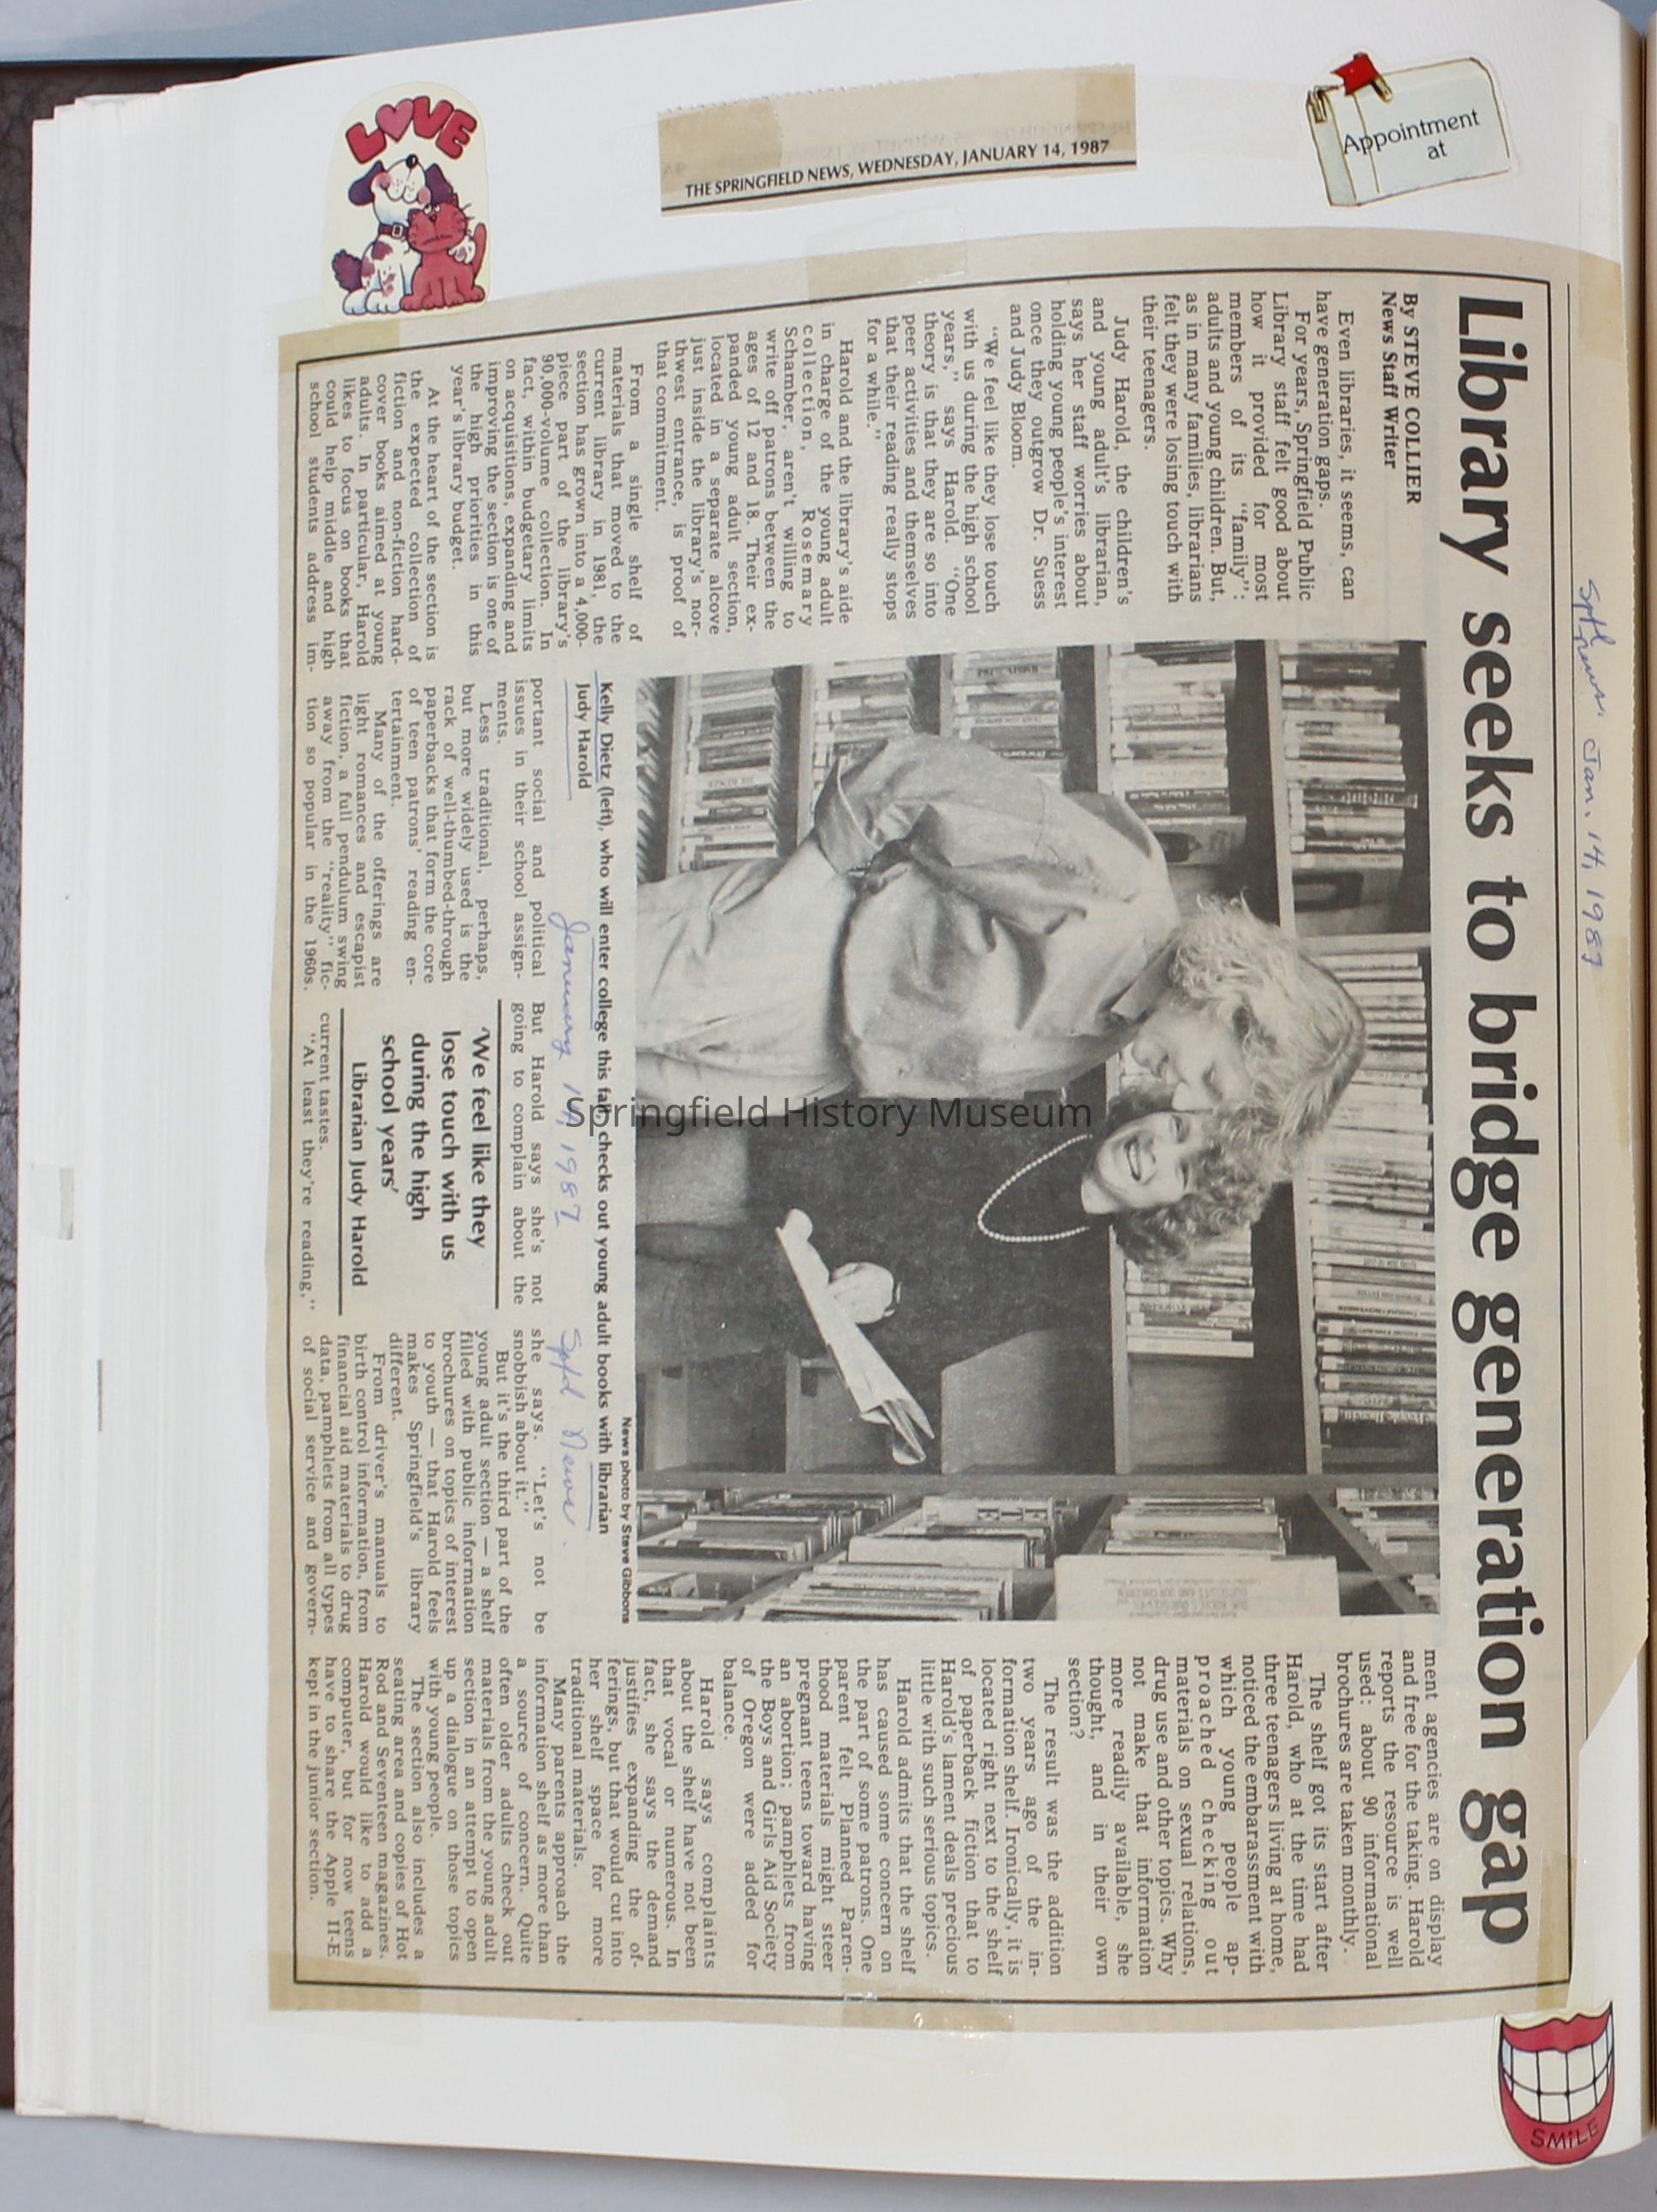 Appointment
at
THE SPRINGFIELD NEWS, WEDNESDAY, JANUARY 14, 1987
LOVE
Spfd News. Jan. 14, 1987
Library seeks to bridge generation gap
By STEVE COLLIER
News Staff Writer
Even libraries, it seems, can
have generation gaps.
For years, Springfield Public
Library staff felt good about
how it provided for most
members of its “family”:
adults and young children. But,
as in many families, librarians
felt they were losing touch with
their teenagers.
Judy Harold, the children's
and young adult's librarian,
says her staff worries about
holding young people's interest
once they outgrow Dr. Suess
and Judy Bloom.
“We feel like they lose touch
with us during the high school
years,” says Harold. “One
theory is that they are so into
peer activities and themselves
that their reading really stops
for a while.”
Harold and the library's aide
in charge of the young adult
collection, Rosemary
Schamber, aren't willing to
write off patrons between the
ages of 12 and 18. Their ex-
panded young adult section,
located in a separate alcove
just inside the library's nor-
thwest entrance, is proof of
that commitment.
From a single shelf of
materials that moved to the
current library in 1981, the
section has grown into a 4,000-
piece part of the library's
90,000-volume collection. In
fact, within budgetary limits
on acquisitions, expanding and
improving the section is one of
the high priorities in this
year's library budget.
At the heart of the section is
the expected collection of
fiction and non-fiction hard-
cover books aimed at young
adults. In particular, Harold
likes to focus on books that
could help middle and high
school students address im-
News photo by Steve Gibbons
Kelly Dietz (left), who will enter college this fall, checks out young adult books with librarian
Judy Harold
January 14, 1987 Spfd News.
portant social and political
issues in their school assign-
ments.
Less traditional, perhaps,
but more widely used is the
rack of well-thumbed-through
paperbacks that form the core
of teen patrons' reading en-
tertainment.
Many of the offerings are
light romances and escapist
fiction, a full pendulum swing
away from the “reality” fic-
tion so popular in the 1960s.
But Harold says she's not
going to complain about the
‘We feel like they
lose touch with us
during the high
school years’
Librarian Judy Harold
current tastes.
“At least they're reading,”
she says. “Let's not be
snobbish about it.”
But it's the third part of the
young adult section — a shelf
filled with public information
brochures on topics of interest
to youth — that Harold feels
makes Springfield's library
different.
From driver's manuals to
birth control information, from
financial aid materials to drug
data, pamphlets from all types
of social service and govern-
ment agencies are on display
and free for the taking. Harold
reports the resource is well
used: about 90 informational
brochures are taken monthly.
The shelf got its start after
Harold, who at the time had
three teenagers living at home,
noticed the embarassment with
which young people ap-
proached checking out
materials on sexual relations,
drug use and other topics. Why
not make that information
more readily available, she
thought, and in their own
section?
The result was the addition
two years ago of the in-
formation shelf. Ironically, it is
located right next to the shelf
of paperback fiction that to
Harold's lament deals precious
little with such serious topics.
Harold admits that the shelf
has caused some concern on
the part of some patrons. One
parent felt Planned Paren-
thood materials might steer
pregnant teens toward having
an abortion; pamphlets from
the Boys and Girls Aid Society
of Oregon were added for
balance.
Harold says complaints
about the shelf have not been
that vocal or numerous. In
fact, she says the demand
justifies expanding the of-
ferings, but that would cut into
her shelf space for more
traditional materials.
Many parents approach the
information shelf as more than
a source of concern. Quite
often older adults check out
materials from the young adult
section in an attempt to open
up a dialogue on those topics
with young people.
The section also includes a
seating area and copies of Hot
Rod and Seventeen magazines.
Harold would like to add a
computer, but for now teens
have to share the Apple II-E
kept in the junior section.
SMILE
Springfield History Museum